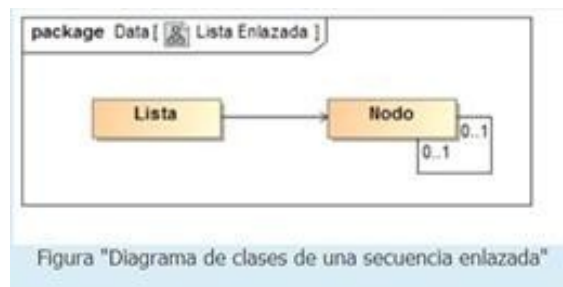 package Data [ Lista Enlazada ]
Lista
Nodo
0..1
0..1
Figura "Diagrama de clases de una secuencia enlazada"